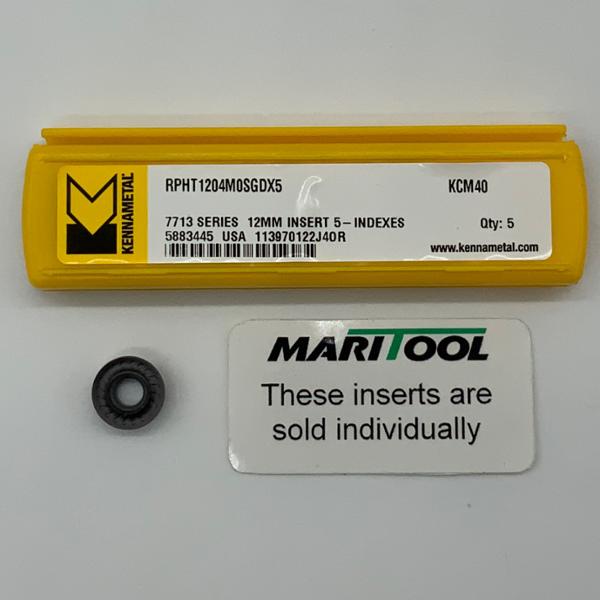 KENNAMETAL®
RPHT1204M0SGDX5 KCM40
7713 SERIES 12MM INSERT 5-INDEXES
5883445 USA 113970122J40R
Qty: 5
www.kennametal.com
MARITOOL
These inserts are
sold individually